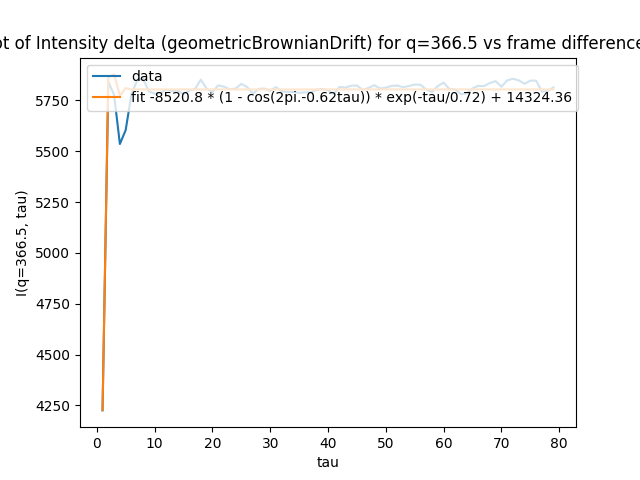 ot of Intensity delta (geometricBrownianDrift) for q=366.5 vs frame difference
data
fit -8520.8 * (1 - cos(2pi.-0.62tau)) * exp(-tau/0.72) + 14324.36
5750
5500
5250
5000
4750
4500
4250
I(q=366.5, tau)
0 10 20 30 40 50 60 70 80
tau